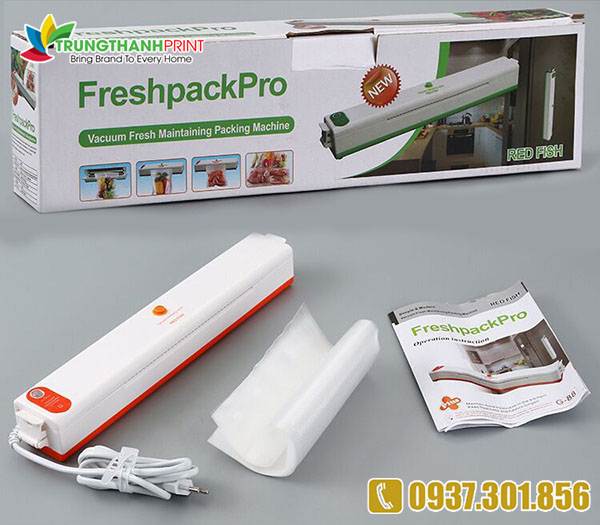 TRUNGTHANHPRINT
Bring Brand To Every Home
FreshpackPro
Vacuum Fresh Maintaining Packing Machine
NEW
RED FISH
RED FISH
FreshpackPro
Operation instruction
G-88
0937.301.856